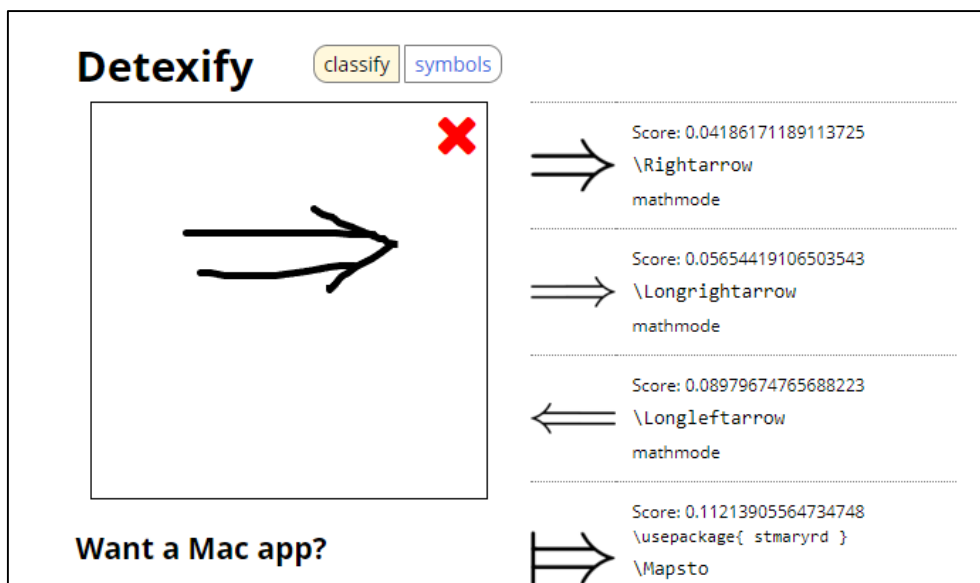 Detexify
classify
symbols
Score: 0.04186171189113725
\Rightarrow
mathmode
Score: 0.05654419106503543
\Longrightarrow
mathmode
Score: 0.08979674765688223
\Longleftarrow
mathmode
Score: 0.11213905564734748
\usepackage{ stmaryrd }
\Mapsto
Want a Mac app?